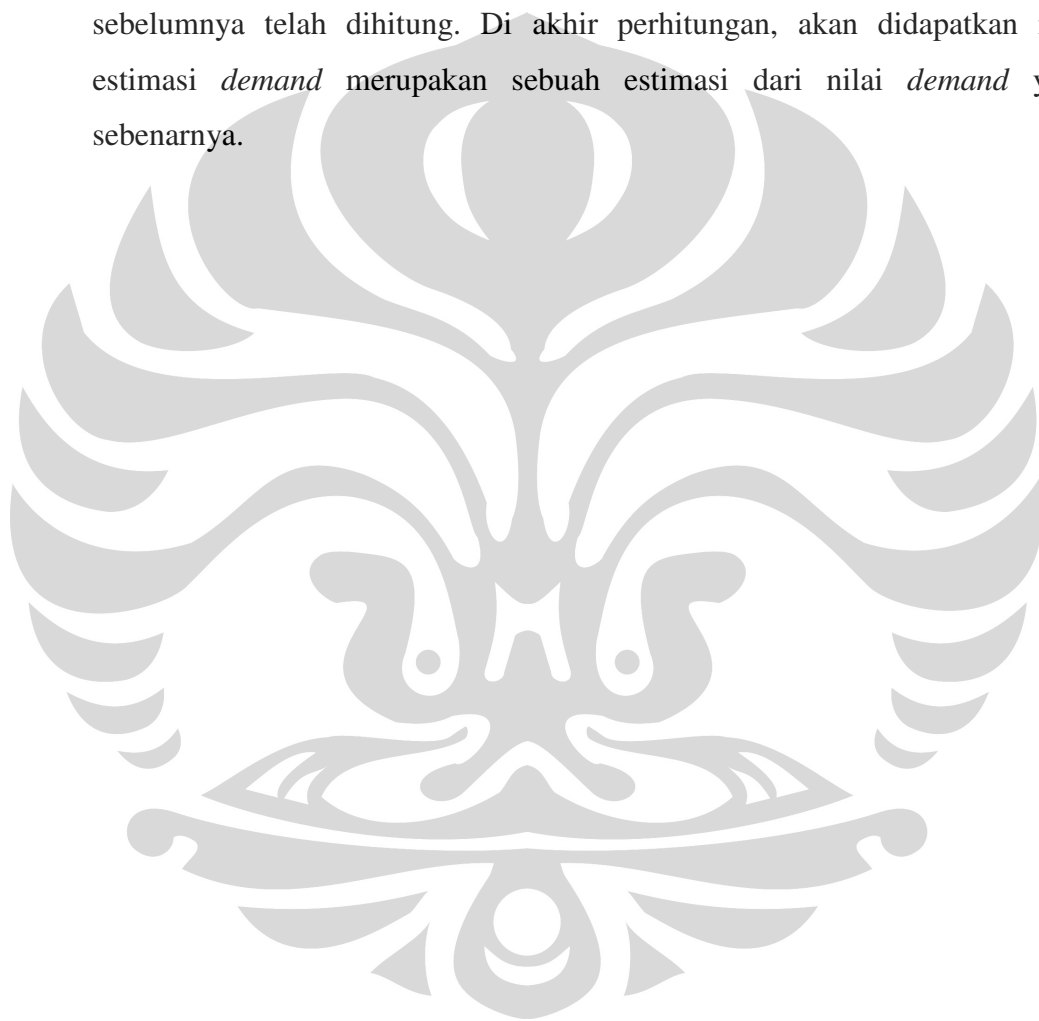 sebelumnya telah dihitung. Di akhir perhitungan, akan didapatkan
estimasi demand merupakan sebuah estimasi dari nilai demand
sebenarnya.